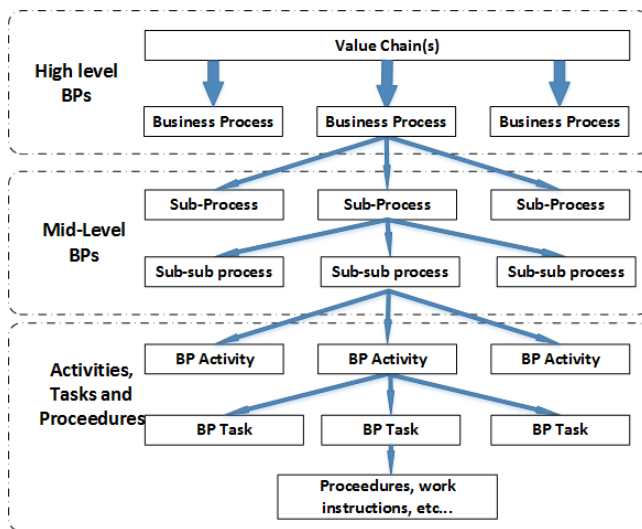 Value Chain(s)
High level
BPs
Business Process Business Process Business Process
Sub-Process Sub-Process Sub-Process
Mid-Level
BPs
Sub-sub process Sub-sub process Sub-sub process
BP Activity BP Activity BP Activity
Activities,
Tasks and
Proceedures
BP Task BP Task BP Task
Proceedures, work
instructions, etc...